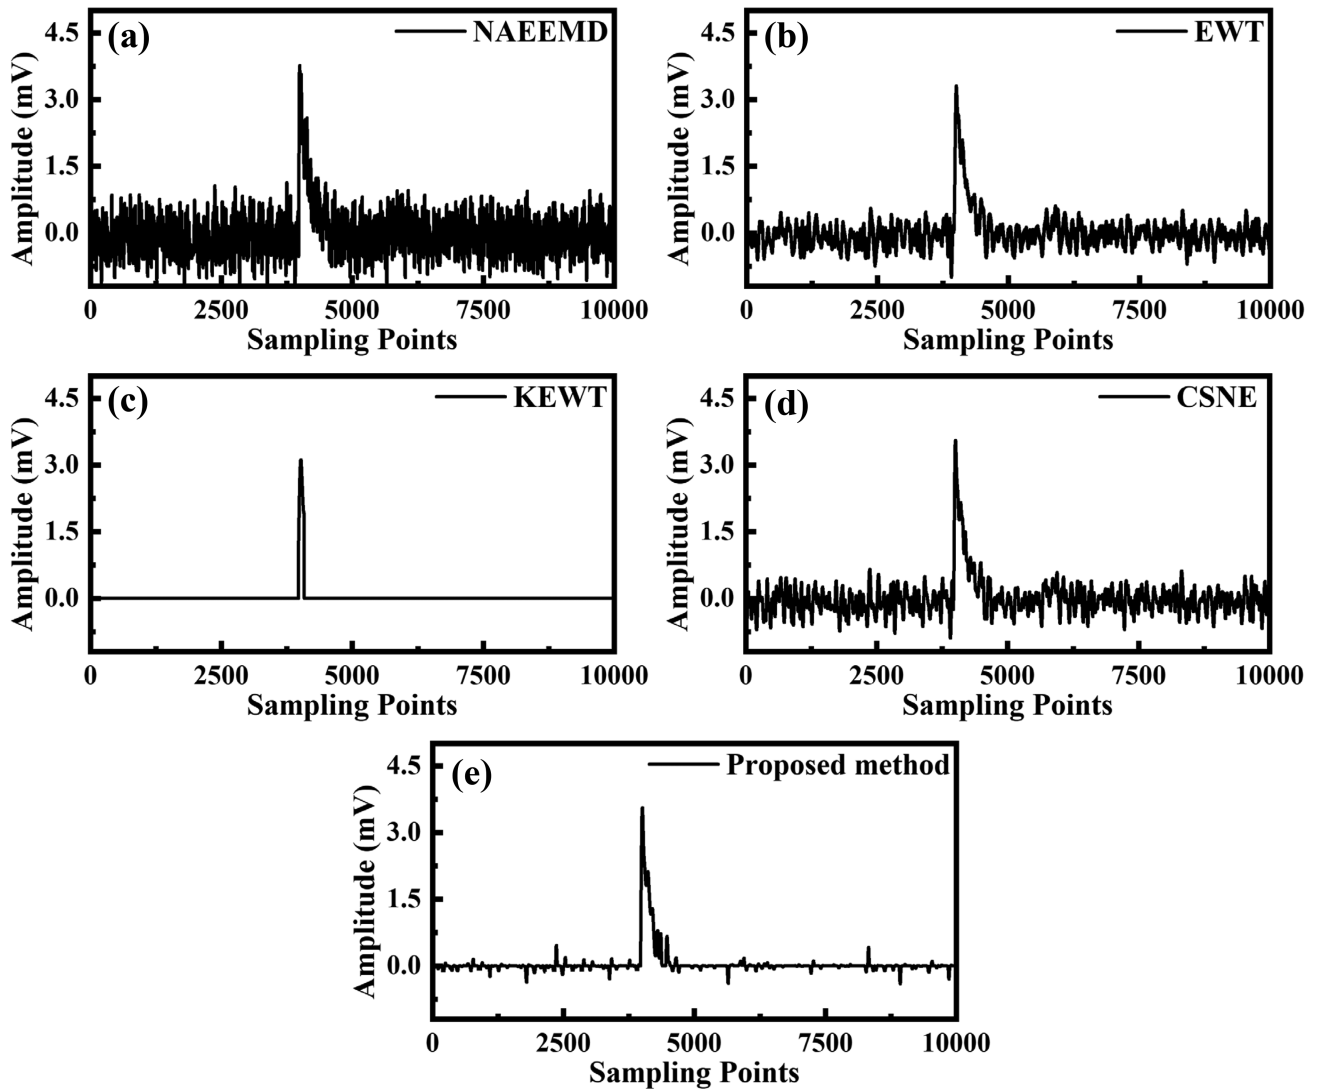 (a)
NAEEMD
Amplitude (mV)
4.5
3.0
1.5
0.0
0 2500 5000 7500 10000
Sampling Points
(b)
EWT
Amplitude (mV)
4.5
3.0
1.5
0.0
0 2500 5000 7500 10000
Sampling Points
(c)
KEWT
Amplitude (mV)
4.5
3.0
1.5
0.0
0 2500 5000 7500 10000
Sampling Points
(d)
CSNE
Amplitude (mV)
4.5
3.0
1.5
0.0
0 2500 5000 7500 10000
Sampling Points
(e)
Proposed method
Amplitude (mV)
4.5
3.0
1.5
0.0
0 2500 5000 7500 10000
Sampling Points